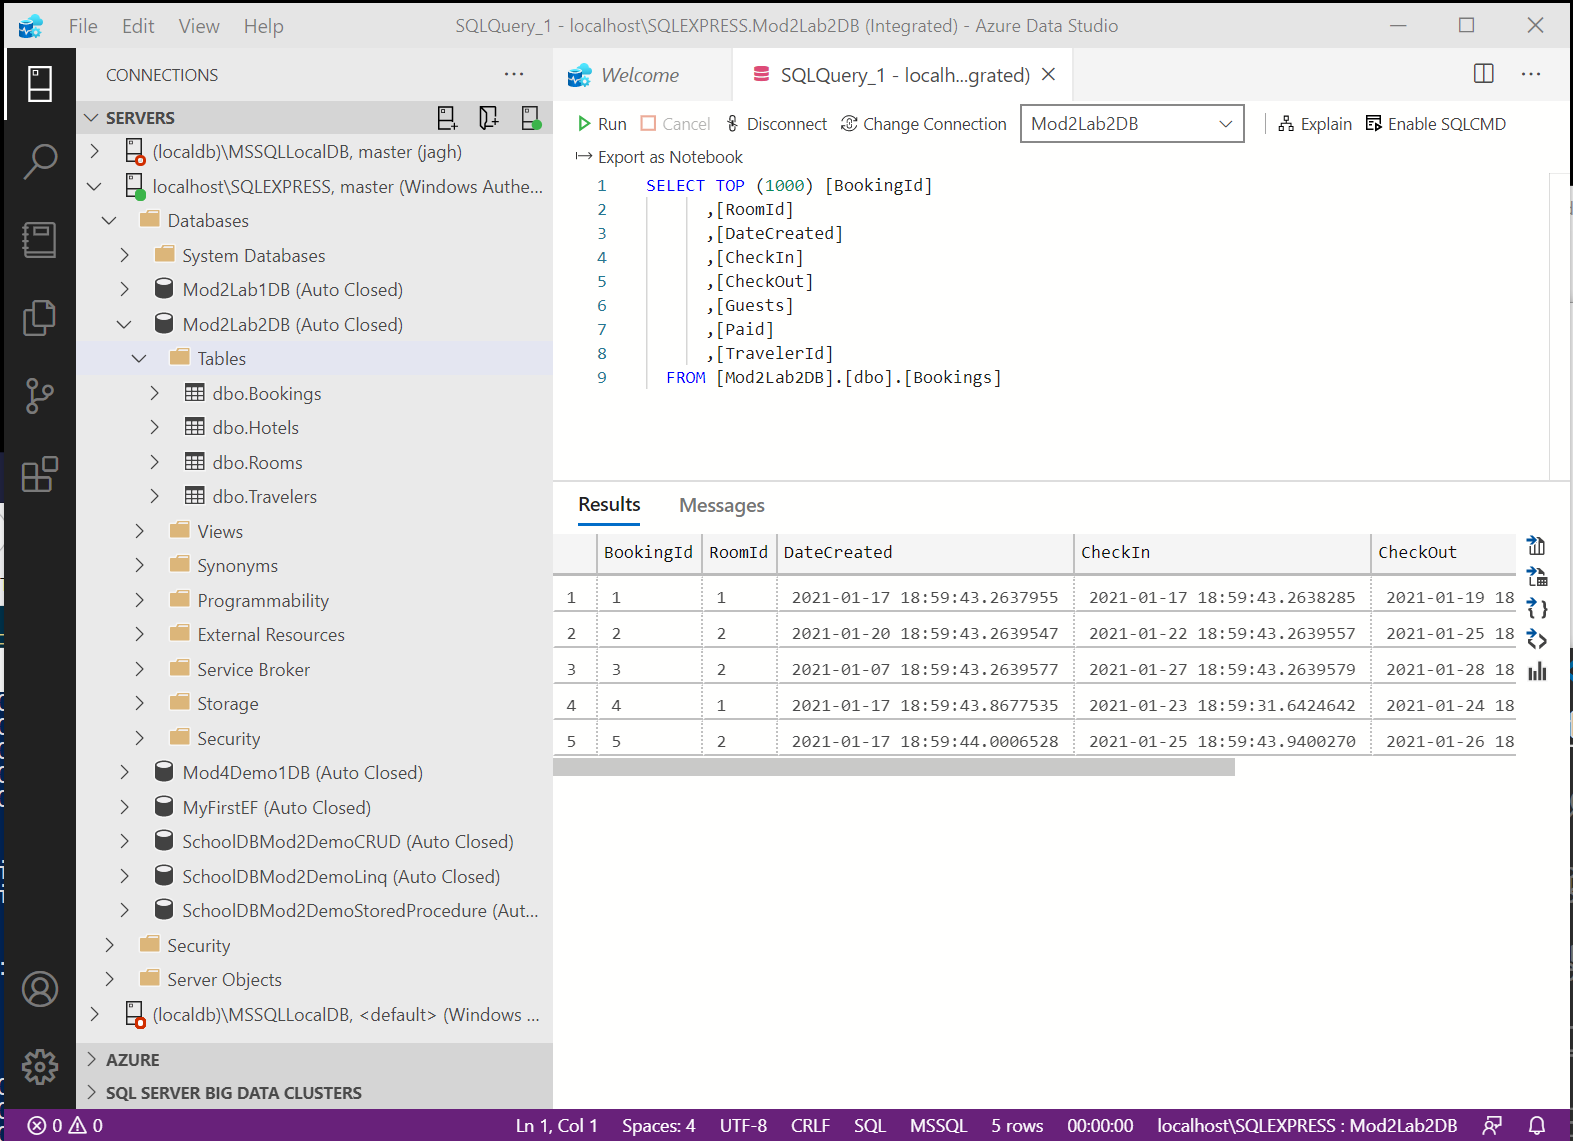 File Edit View Help SQLQuery_1 - localhost\SQLEXPRESS.Mod2Lab2DB (Integrated) - Azure Data Studio
CONNECTIONS
SERVERS
(localdb)\MSSQLLocalDB, master (jagh)
localhost\SQLEXPRESS, master (Windows Authe...
Databases
System Databases
Mod2Lab1DB (Auto Closed)
Mod2Lab2DB (Auto Closed)
Tables
dbo.Bookings
dbo.Hotels
dbo.Rooms
dbo.Travelers
Views
Synonyms
Programmability
External Resources
Service Broker
Storage
Security
Mod4Demo1DB (Auto Closed)
MyFirstEF (Auto Closed)
SchoolDBMod2DemoCRUD (Auto Closed)
SchoolDBMod2DemoLinq (Auto Closed)
SchoolDBMod2DemoStoredProcedure (Aut...
Security
Server Objects
(localdb)\MSSQLLocalDB, <default> (Windows ...
AZURE
SQL SERVER BIG DATA CLUSTERS
Welcome SQLQuery_1 - localh...grated)
Run Cancel Disconnect Change Connection Mod2Lab2DB Explain Enable SQLCMD
Export as Notebook
1 SELECT TOP (1000) [BookingId]
2 ,[RoomId]
3 ,[DateCreated]
4 ,[CheckIn]
5 ,[CheckOut]
6 ,[Guests]
7 ,[Paid]
8 ,[TravelerId]
9 FROM [Mod2Lab2DB].[dbo].[Bookings]
Results Messages
BookingId RoomId DateCreated CheckIn CheckOut
1 1 1 2021-01-17 18:59:43.2637955 2021-01-17 18:59:43.2638285 2021-01-19 18
2 2 2 2021-01-20 18:59:43.2639547 2021-01-22 18:59:43.2639557 2021-01-25 18
3 3 2 2021-01-07 18:59:43.2639577 2021-01-27 18:59:43.2639579 2021-01-28 18
4 4 1 2021-01-17 18:59:43.8677535 2021-01-23 18:59:31.6424642 2021-01-24 18
5 5 2 2021-01-17 18:59:44.0006528 2021-01-25 18:59:43.9400270 2021-01-26 18
0 0 Ln 1, Col 1 Spaces: 4 UTF-8 CRLF SQL MSSQL 5 rows 00:00:00 localhost\SQLEXPRESS : Mod2Lab2DB